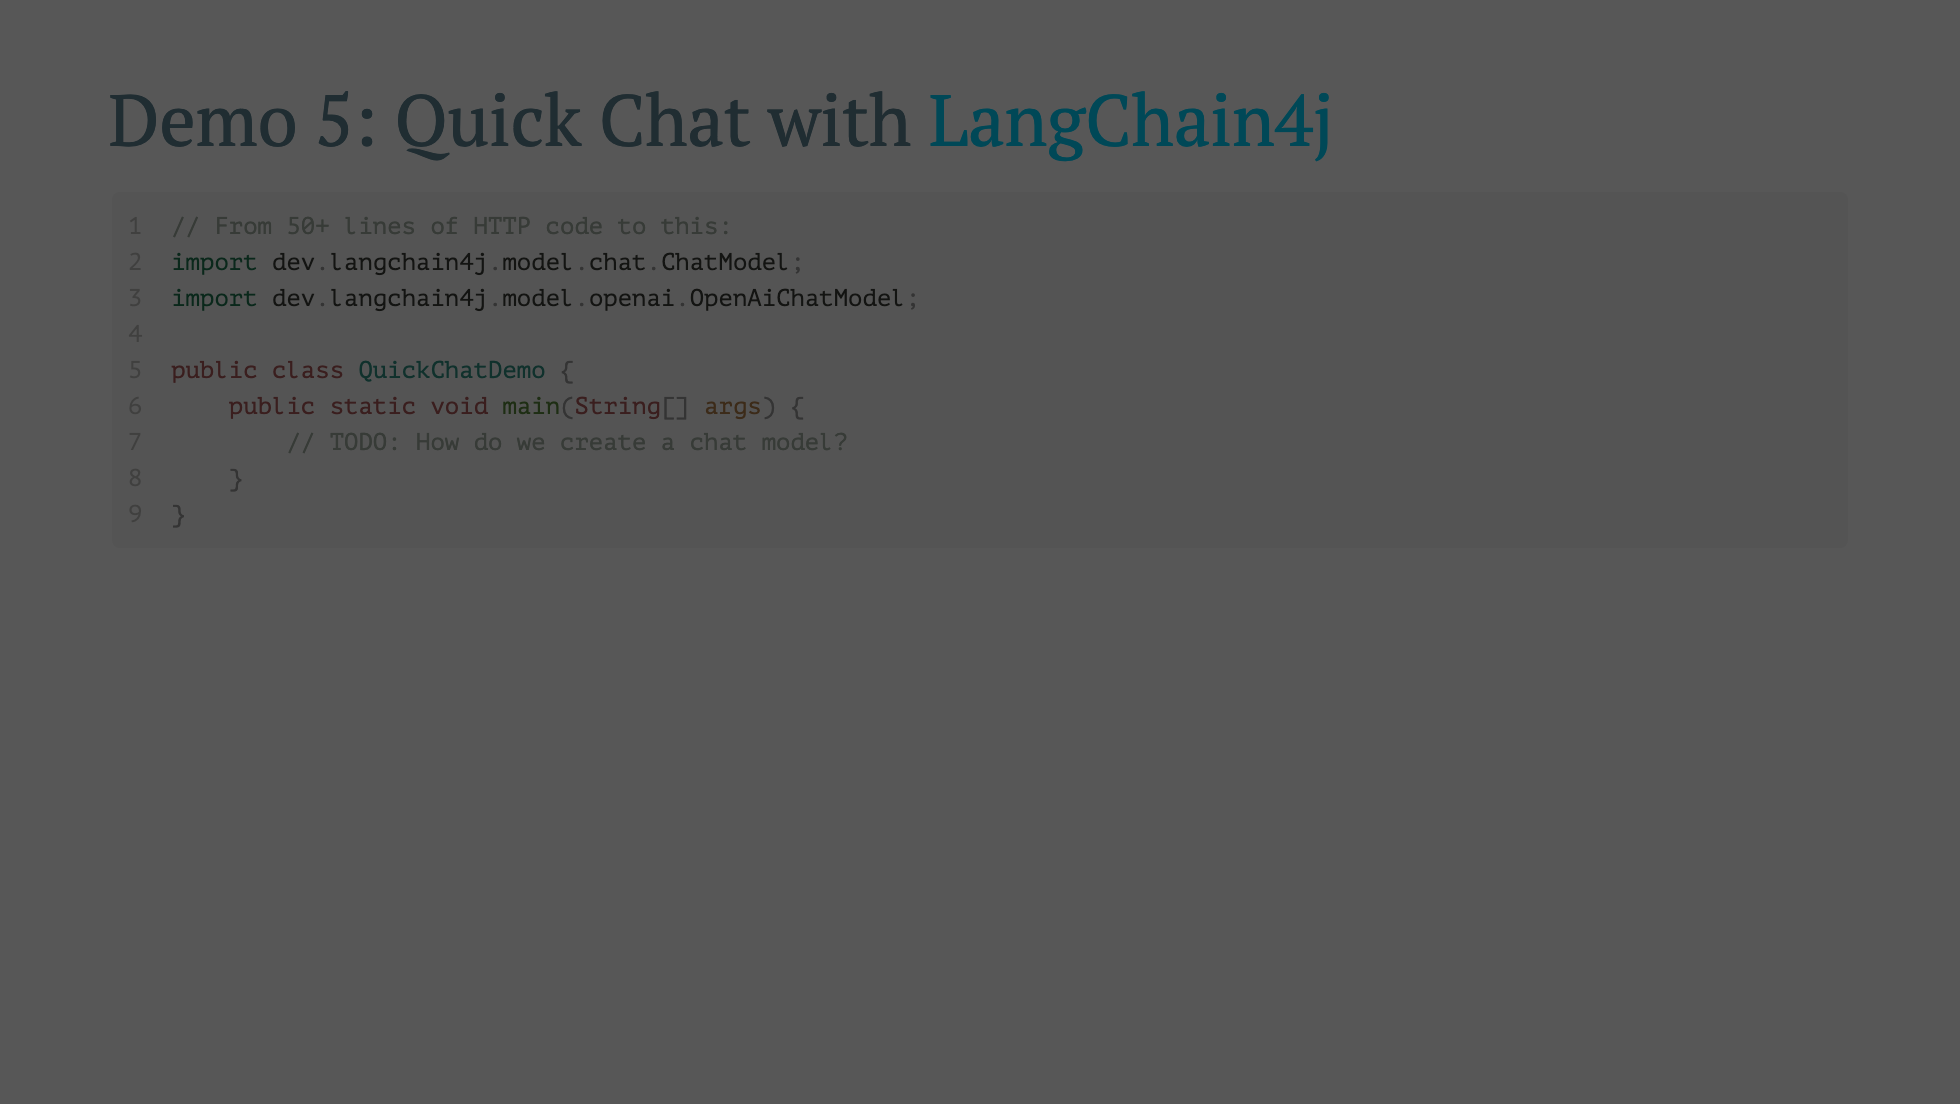 Demo 5: Quick Chat with LangChain4j
1 // From 50+ lines of HTTP code to this:
2 import dev.langchain4j.model.chat.ChatModel;
3 import dev.langchain4j.model.openai.OpenAiChatModel;
4
5 public class QuickChatDemo {
6     public static void main(String[] args) {
7         // TODO: How do we create a chat model?
8     }
9 }